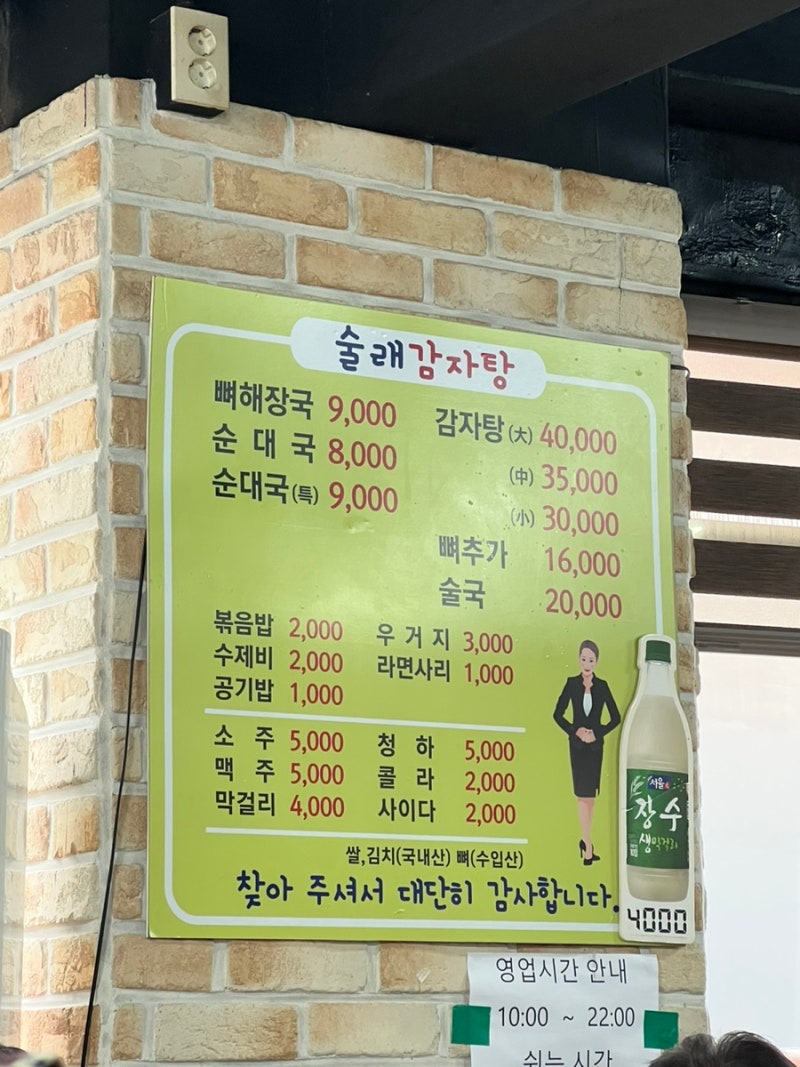 술래감자탕
뼈해장국 9,000
순대국 8,000
순대국(특) 9,000
감자탕(大) 40,000
(中) 35,000
(小) 30,000
뼈추가 16,000
술국 20,000
볶음밥 2,000
수제비 2,000
공기밥 1,000
우거지 3,000
라면사리 1,000
소주 5,000
맥주 5,000
막걸리 4,000
청하 5,000
콜라 2,000
사이다 2,000
쌀,김치(국내산) 뼈(수입산)
찾아 주셔서 대단히 감사합니다.
서울
장수
생막걸리
4000
영업시간 안내
10:00 ~ 22:00
쉬는 시간